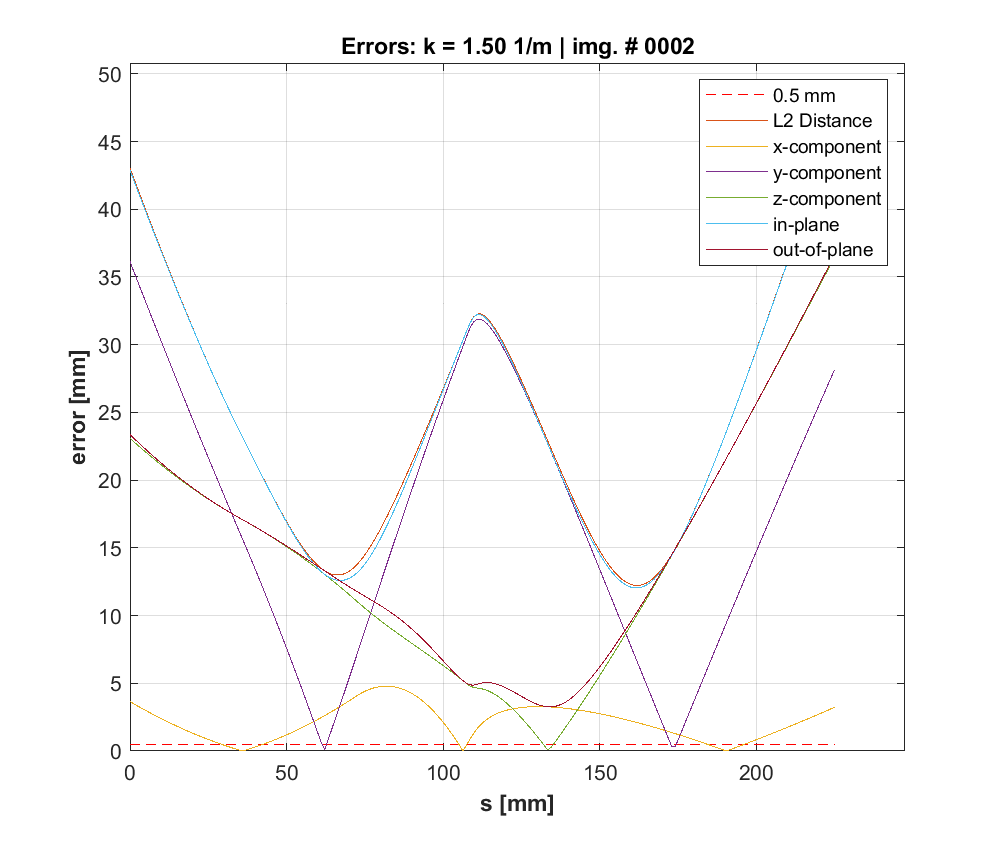 Errors: k = 1.50 1/m | img. # 0002
50
45
40
35
30
25
20
15
10
5
0
error [mm]
0.5 mm
L2 Distance
x-component
y-component
z-component
in-plane
out-of-plane
0 50 100 150 200
s [mm]